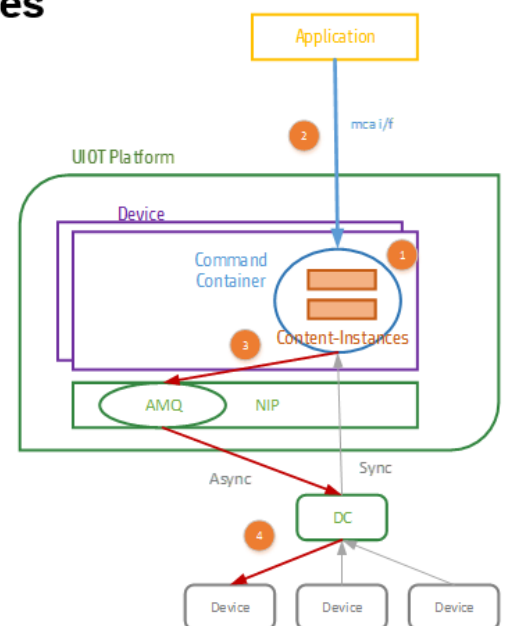 es
Application
mca i/f
2
UIOT Platform
Device
Command
Container
1
Content-Instances
3
AMQ
NIP
Async
Sync
DC
4
Device
Device
Device